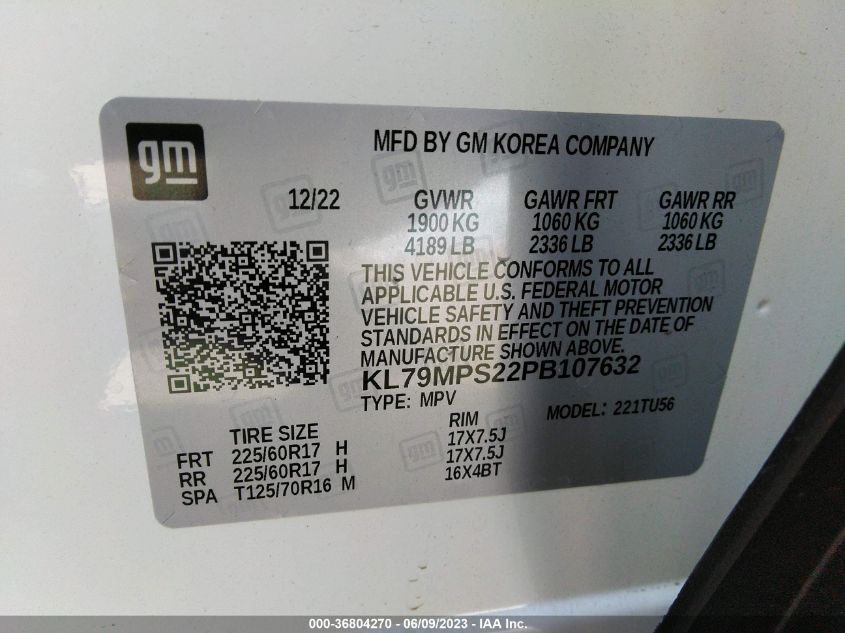 gm
MFD BY GM KOREA COMPANY
12/22 GVWR GAWR FRT GAWR RR
1900 KG 1060 KG 1060 KG
4189 LB 2336 LB 2336 LB
THIS VEHICLE CONFORMS TO ALL
APPLICABLE U.S. FEDERAL MOTOR
VEHICLE SAFETY AND THEFT PREVENTION
STANDARDS IN EFFECT ON THE DATE OF
MANUFACTURE SHOWN ABOVE.
KL79MPS22PB107632
TYPE: MPV MODEL: 221TU56
TIRE SIZE RIM
FRT 225/60R17 H 17X7.5J
RR 225/60R17 H 17X7.5J
SPA T125/70R16 M 16X4BT
000-36804270 - 06/09/2023 - IAA Inc.